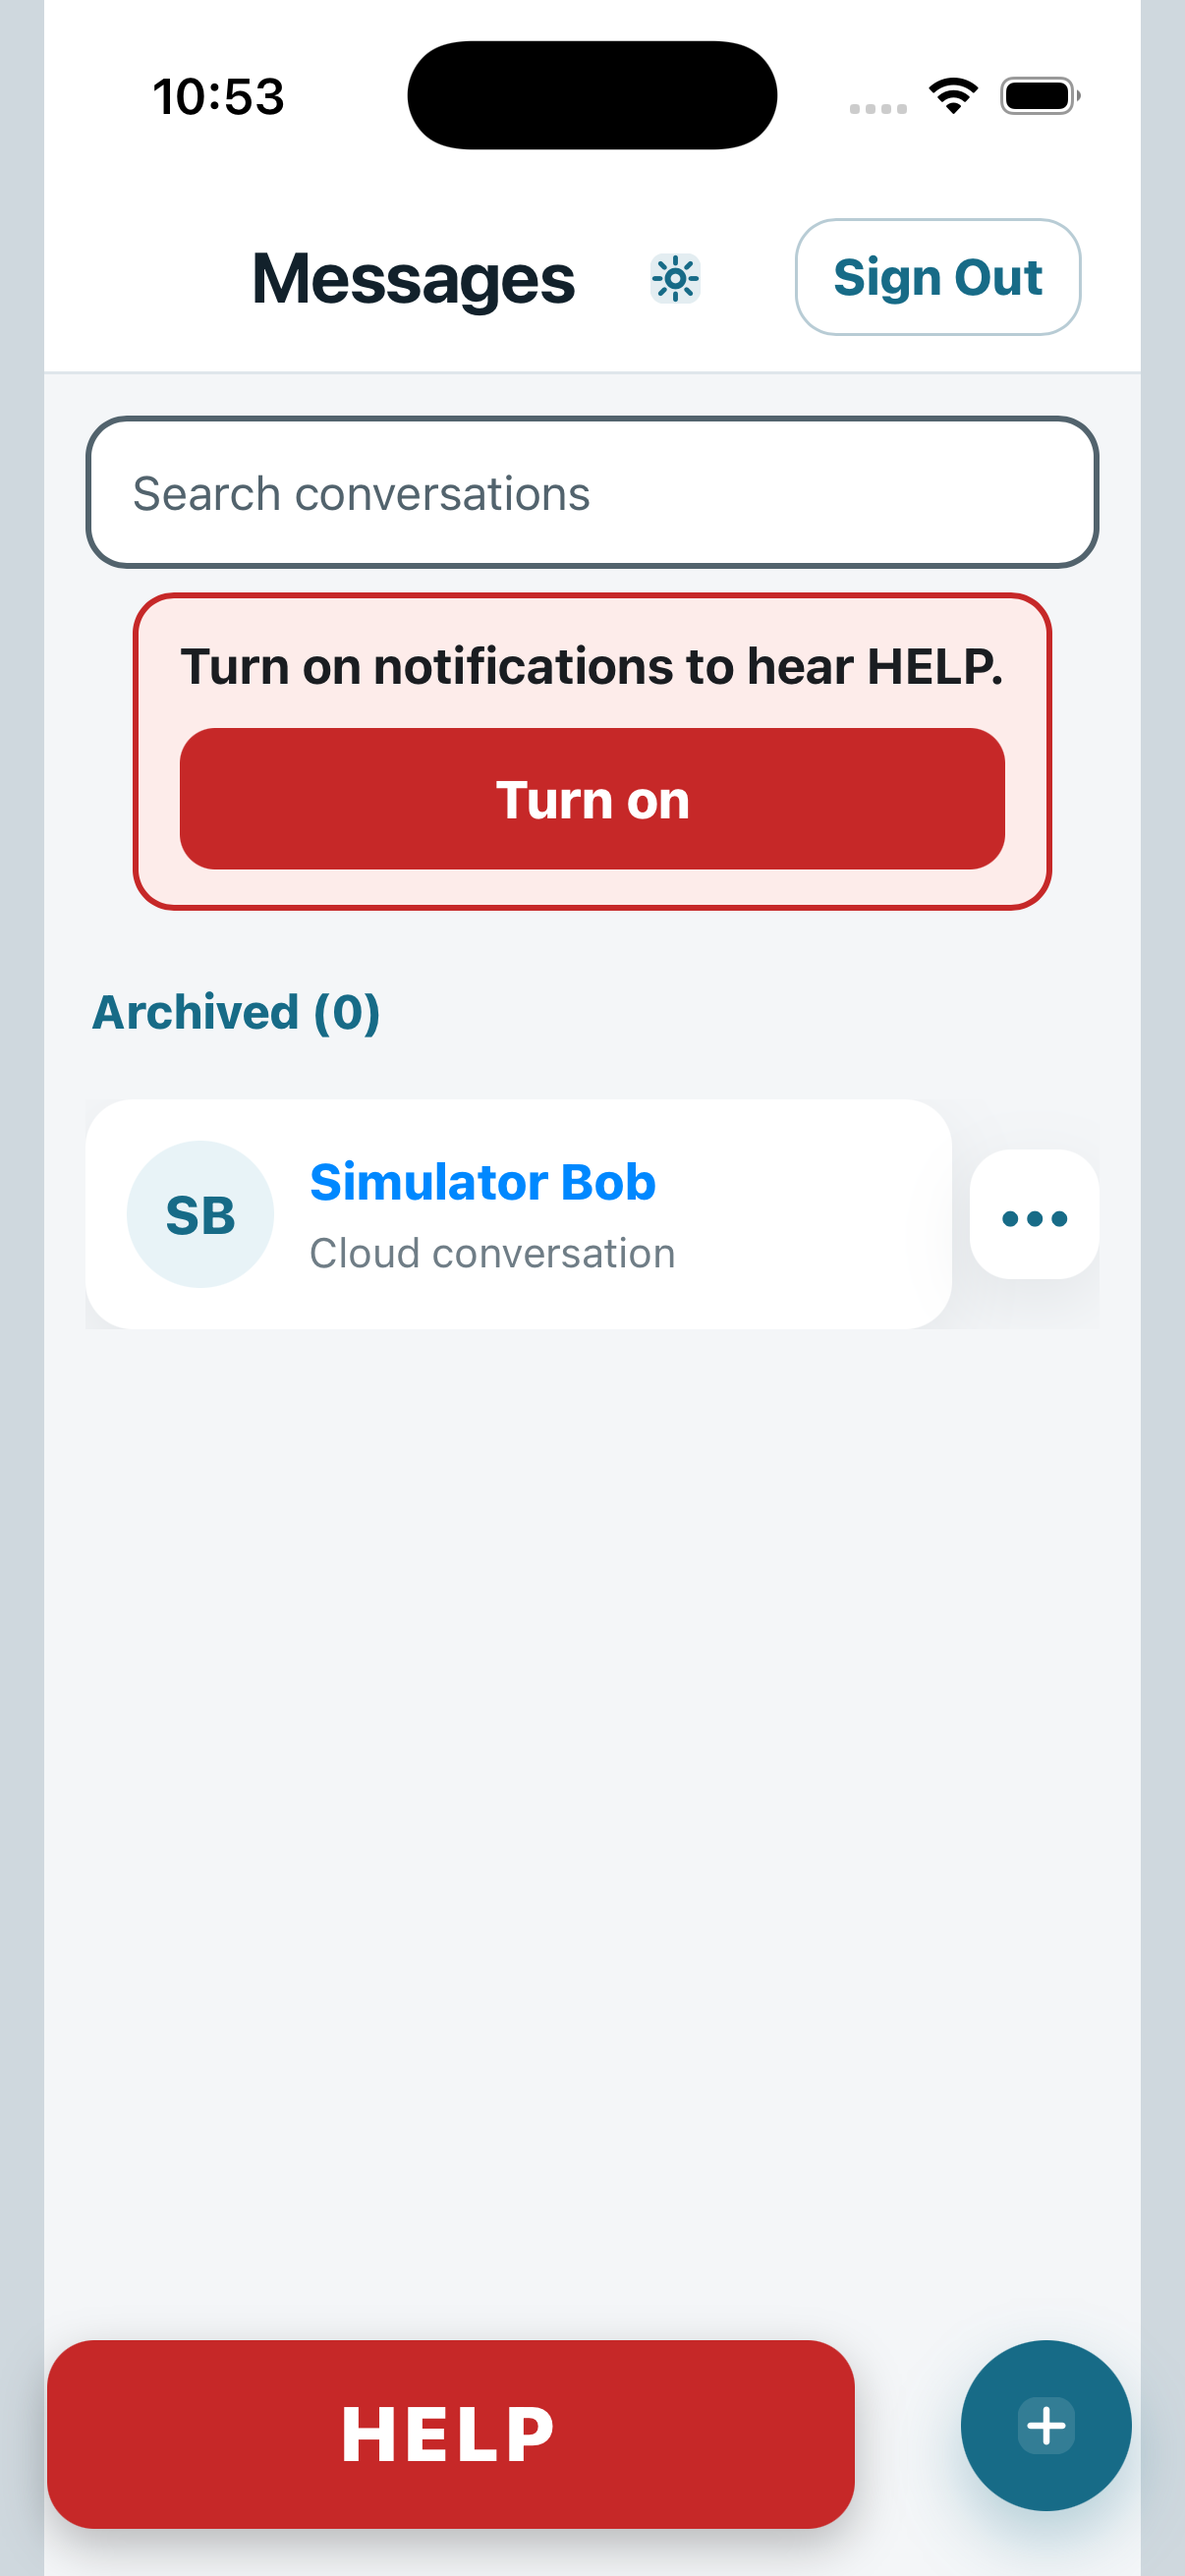 10:53
Messages
Sign Out
Search conversations
Turn on notifications to hear HELP.
Turn on
Archived (0)
SB
Simulator Bob
Cloud conversation
HELP